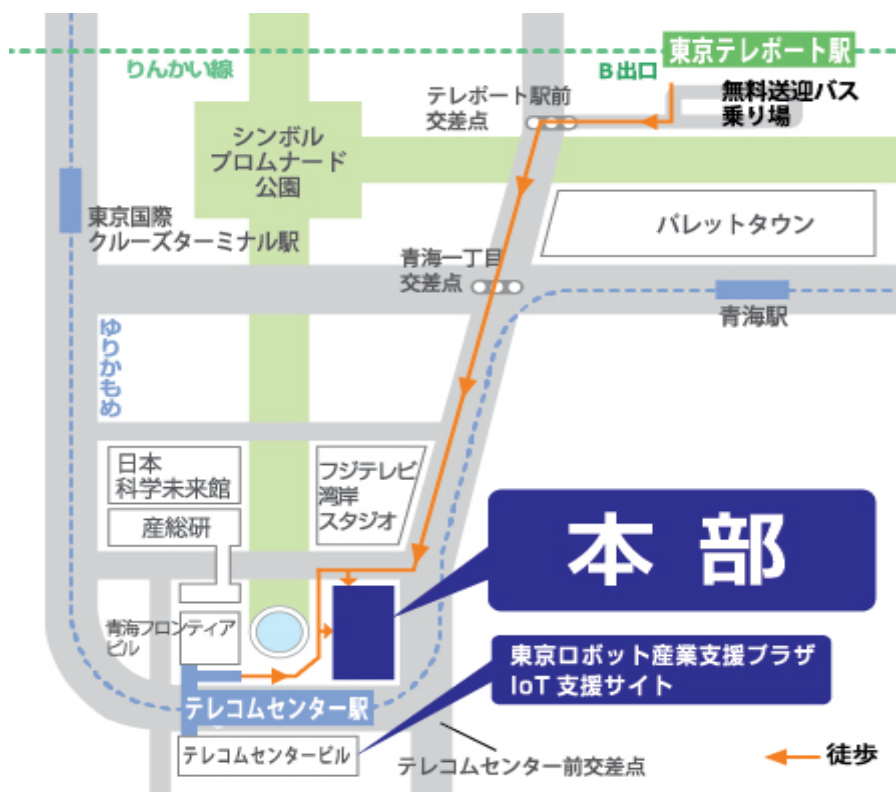 東京テレポート駅
りんかい線
B出口
無料送迎バス
乗り場
テレポート駅前
交差点
シンボル
プロムナード
公園
東京国際
クルーズターミナル駅
パレットタウン
青海一丁目
交差点
青海駅
ゆりかもめ
日本
科学未来館
フジテレビ
湾岸
スタジオ
産総研
本部
青海フロンティア
ビル
東京ロボット産業支援プラザ
IoT支援サイト
テレコムセンター駅
テレコムセンタービル
テレコムセンター前交差点
徒歩